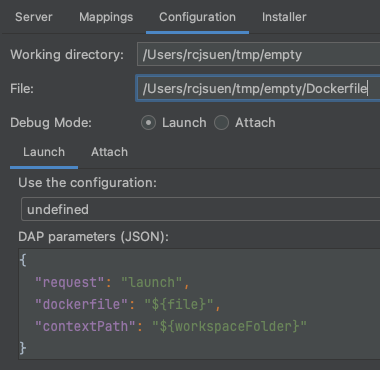 Server Mappings Configuration Installer
Working directory: /Users/rcjsuen/tmp/empty
File: /Users/rcjsuen/tmp/empty/Dockerfile
Debug Mode: Launch Attach
Launch Attach
Use the configuration:
undefined
DAP parameters (JSON):
{
  "request": "launch",
  "dockerfile": "${file}",
  "contextPath": "${workspaceFolder}"
}